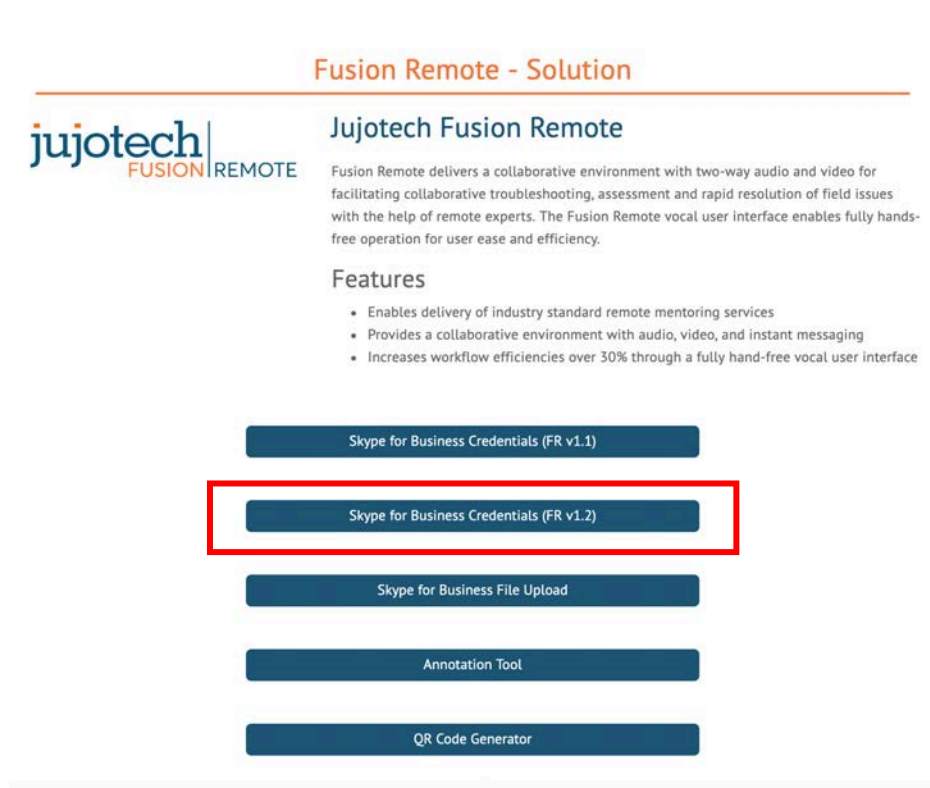 Fusion Remote - Solution
jujotech
FUSION REMOTE
Jujotech Fusion Remote
Fusion Remote delivers a collaborative environment with two-way audio and video for
facilitating collaborative troubleshooting, assessment and rapid resolution of field issues
with the help of remote experts. The Fusion Remote vocal user interface enables fully hands-
free operation for user ease and efficiency.
Features
• Enables delivery of industry standard remote mentoring services
• Provides a collaborative environment with audio, video, and instant messaging
• Increases workflow efficiencies over 30% through a fully hand-free vocal user interface
Skype for Business Credentials (FR v1.1)
Skype for Business Credentials (FR v1.2)
Skype for Business File Upload
Annotation Tool
QR Code Generator